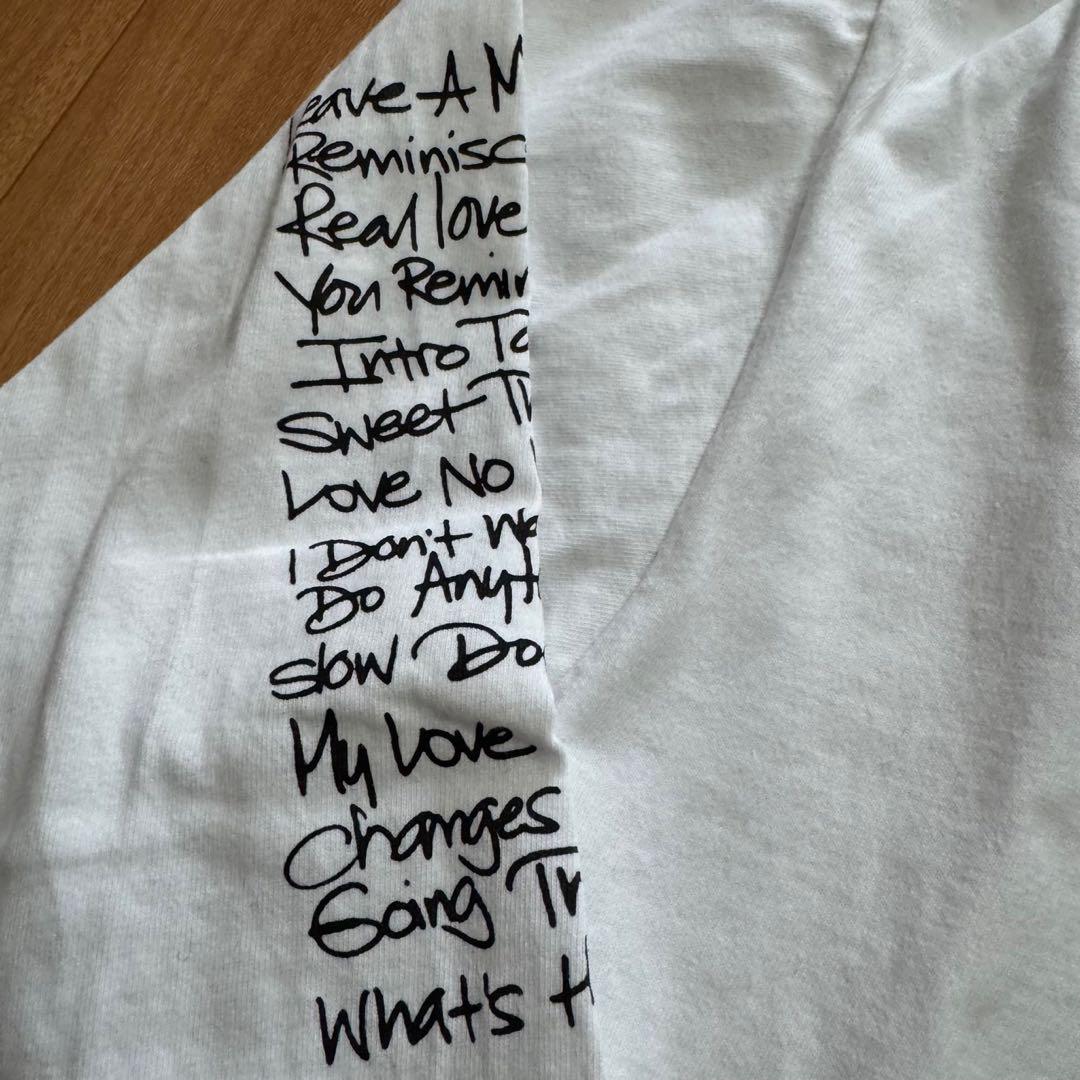 Leave A M
Reminisc
Real love
You Remin
Intro Ta
Sweet Th
Love No
I Don't Wa
Do Anyth
slow Do
My Love
Changes
Going Th
What's H